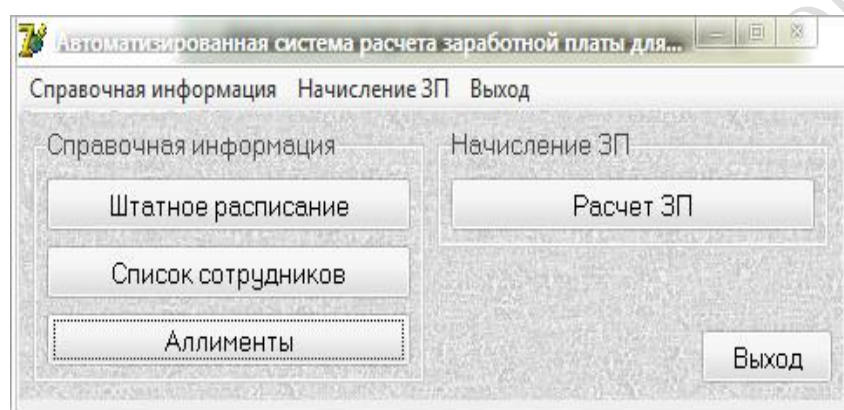 Автоматизированная система расчета заработной платы для...
Справочная информация Начисление ЗП Выход
Справочная информация
Штатное расписание
Список сотрудников
Аллименты
Начисление ЗП
Расчет ЗП
Выход